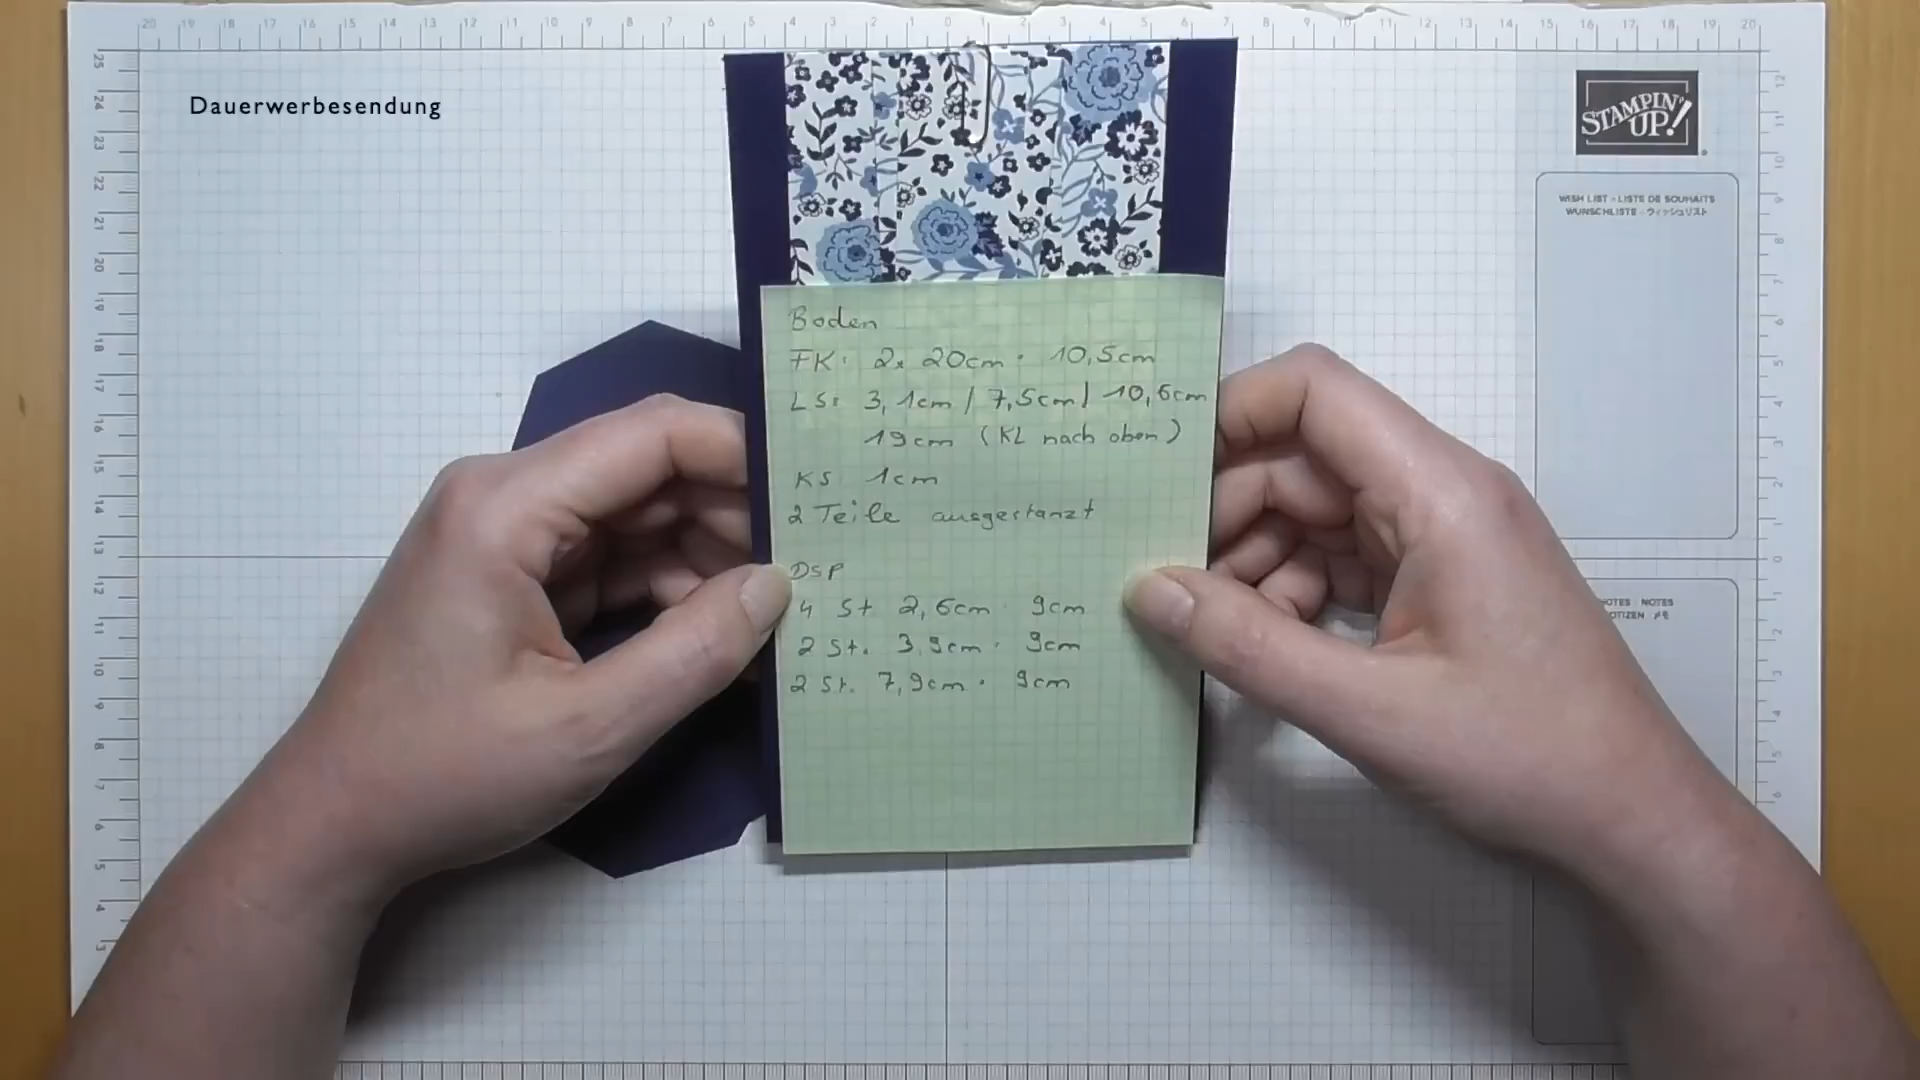 Dauerwerbesendung
STAMPIN' UP!
WISH LIST • LISTE DE SOUHAITS
WUNSCHLISTE • ウィッシュリスト
Boden
FK: 2x 20cm · 10,5cm
LS: 3,1cm / 7,5cm / 10,6cm
19cm (KL nach oben)
KS 1cm
2 Teile ausgestanzt
DSP
4 St 2,6cm · 9cm
2 St. 3,9cm · 9cm
2 St. 7,9cm · 9cm
NOTES · NOTES
NOTIZEN · メモ